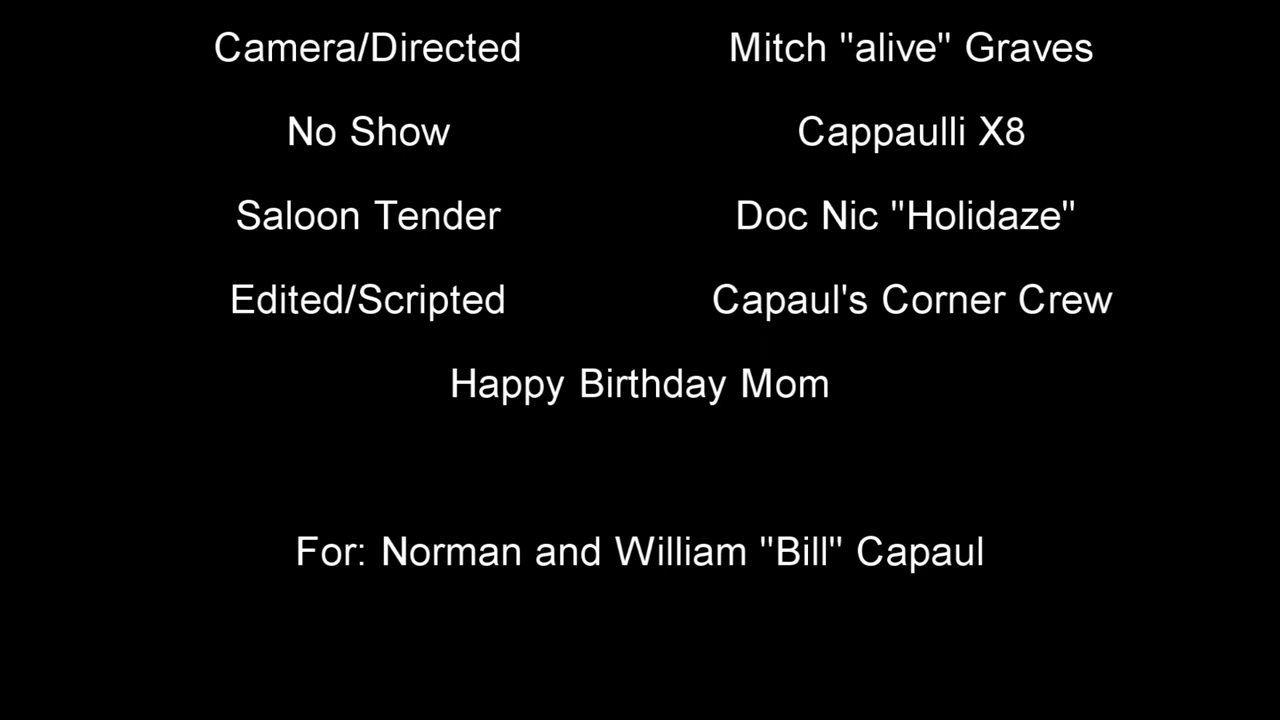 Camera/Directed Mitch "alive" Graves
No Show Cappaulli X8
Saloon Tender Doc Nic "Holidaze"
Edited/Scripted Capaul's Corner Crew
Happy Birthday Mom
For: Norman and William "Bill" Capaul